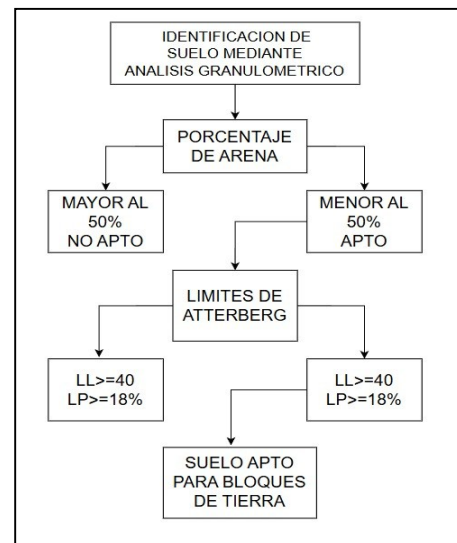 IDENTIFICACION DE
SUELO MEDIANTE
ANALISIS GRANULOMETRICO
PORCENTAJE
DE ARENA
MAYOR AL
50%
NO APTO
MENOR AL
50%
APTO
LIMITES DE
ATTERBERG
LL>=40
LP>=18%
LL>=40
LP>=18%
SUELO APTO
PARA BLOQUES
DE TIERRA